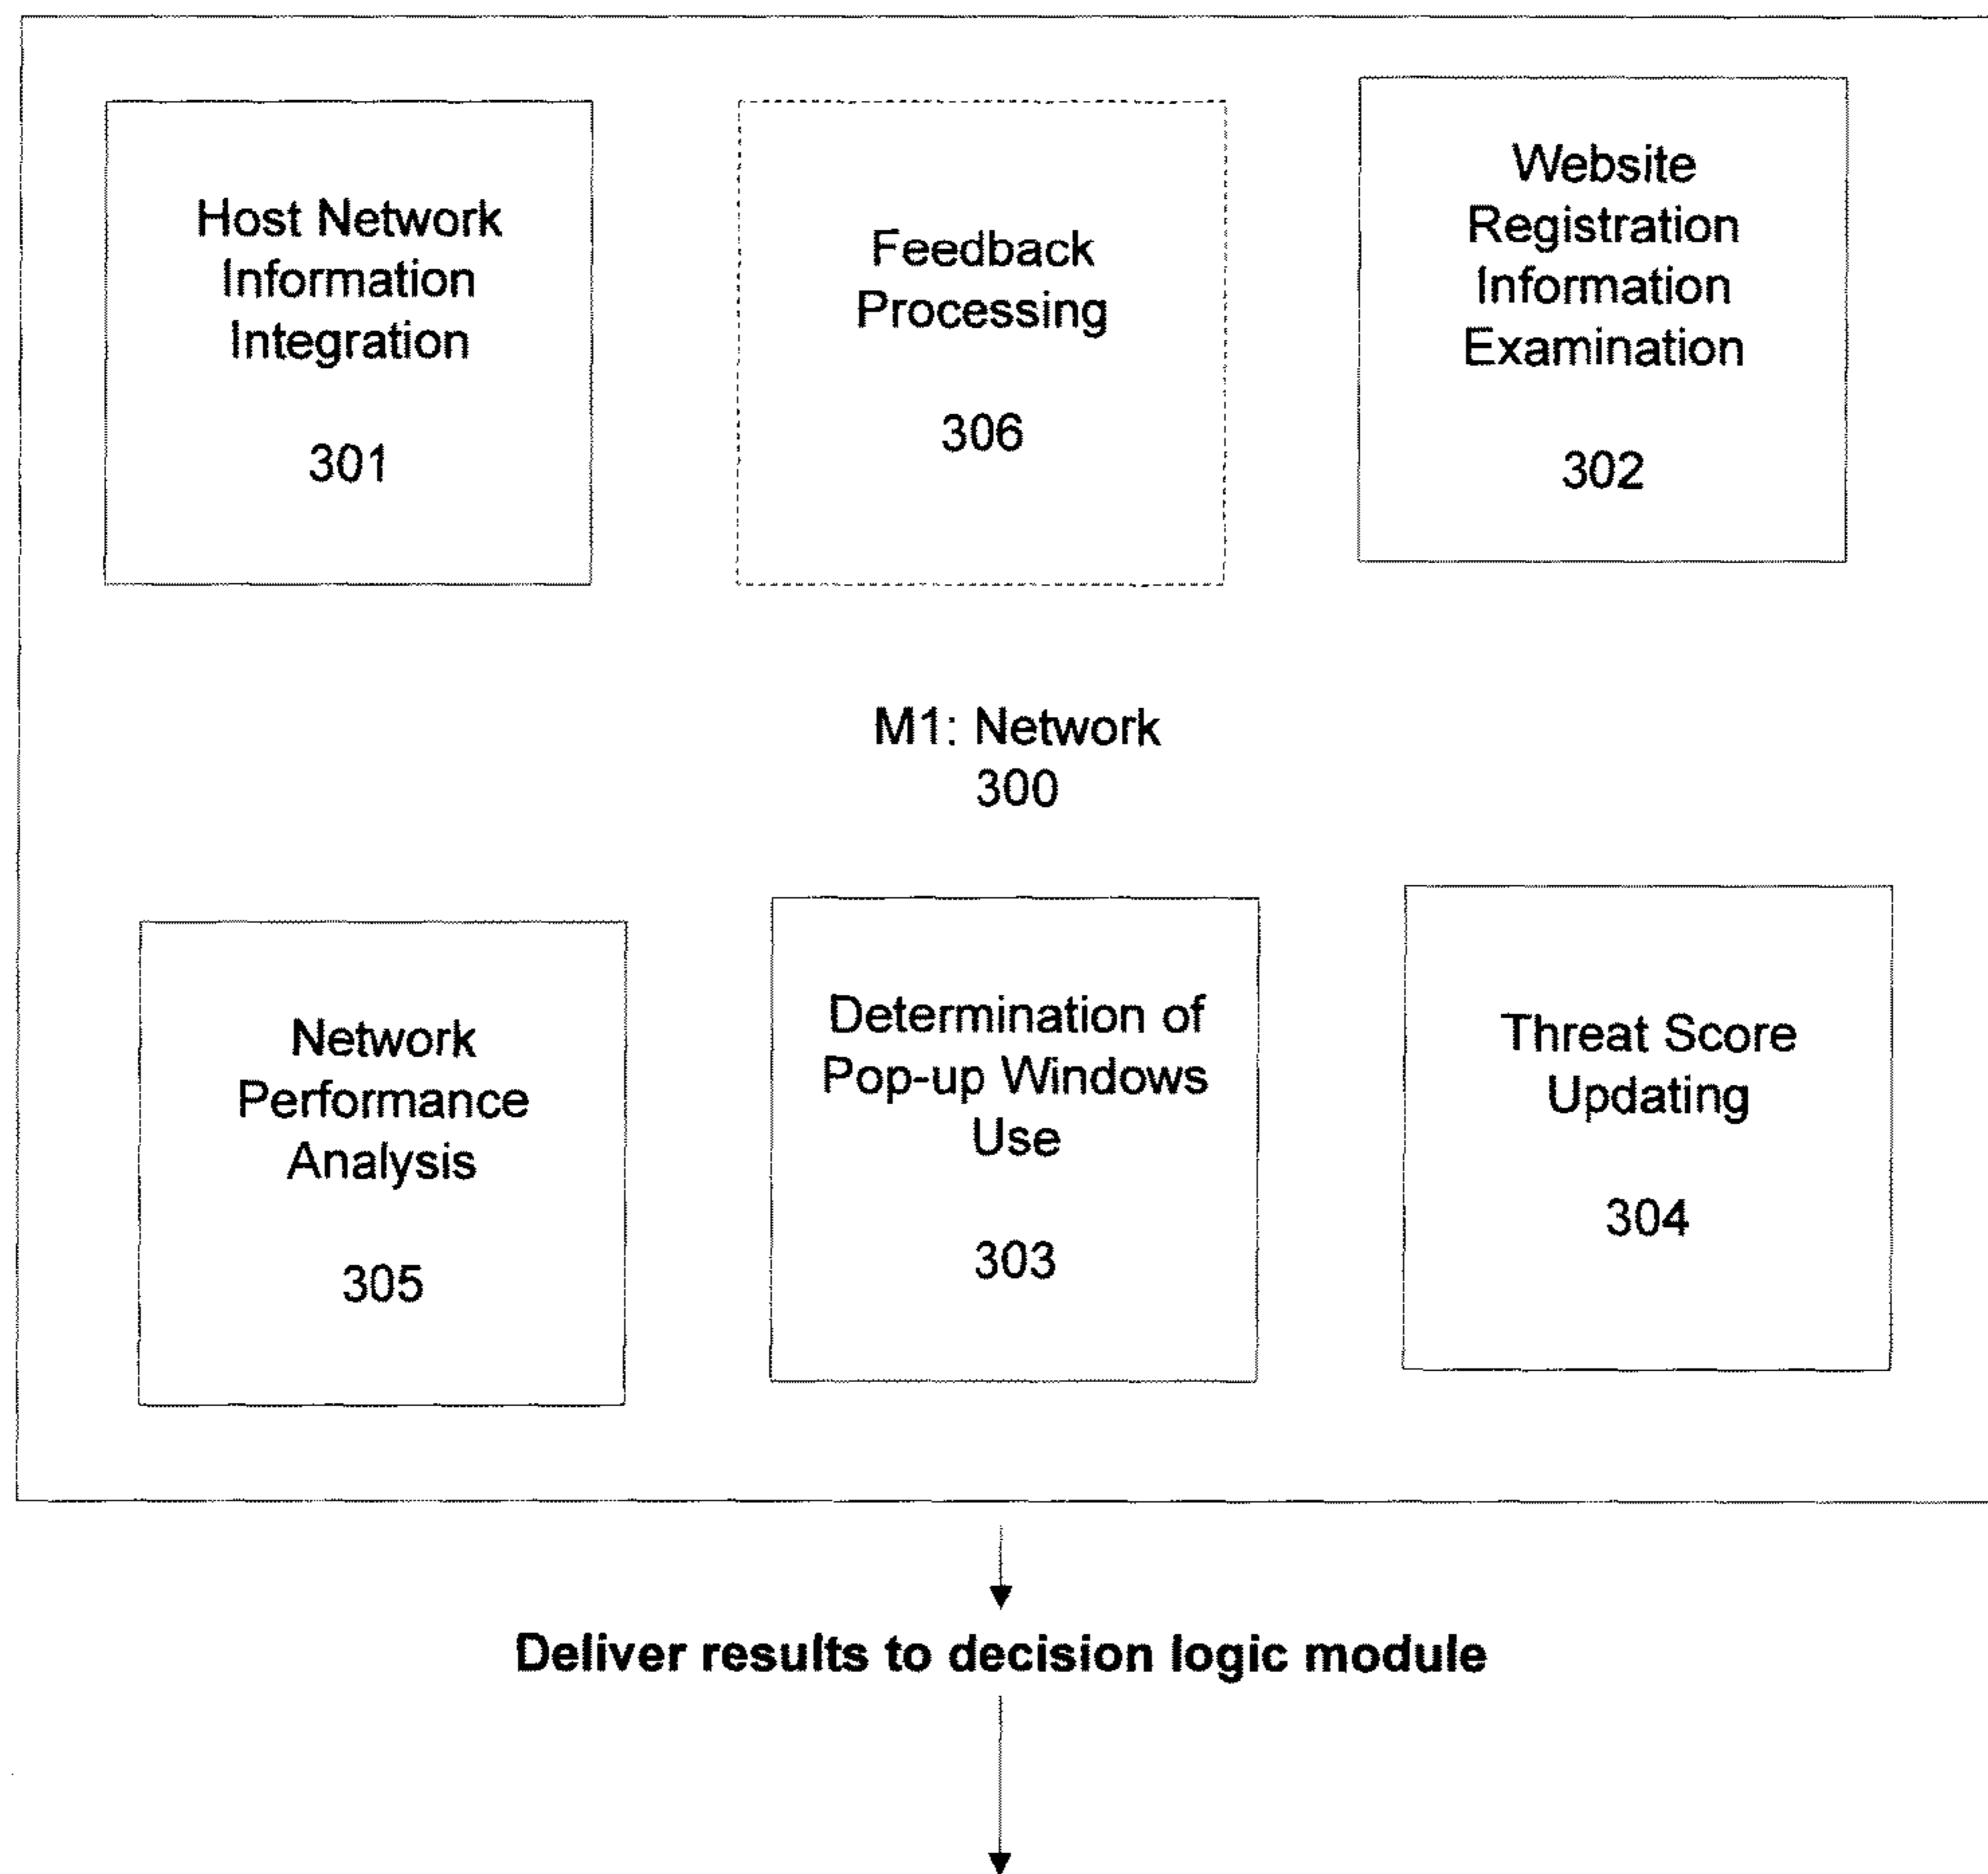 Host Network
Information
Integration
301
Feedback
Processing
306
Website
Registration
Information
Examination
302
M1: Network
300
Network
Performance
Analysis
305
Determination of
Pop-up Windows
Use
303
Threat Score
Updating
304
Deliver results to decision logic module